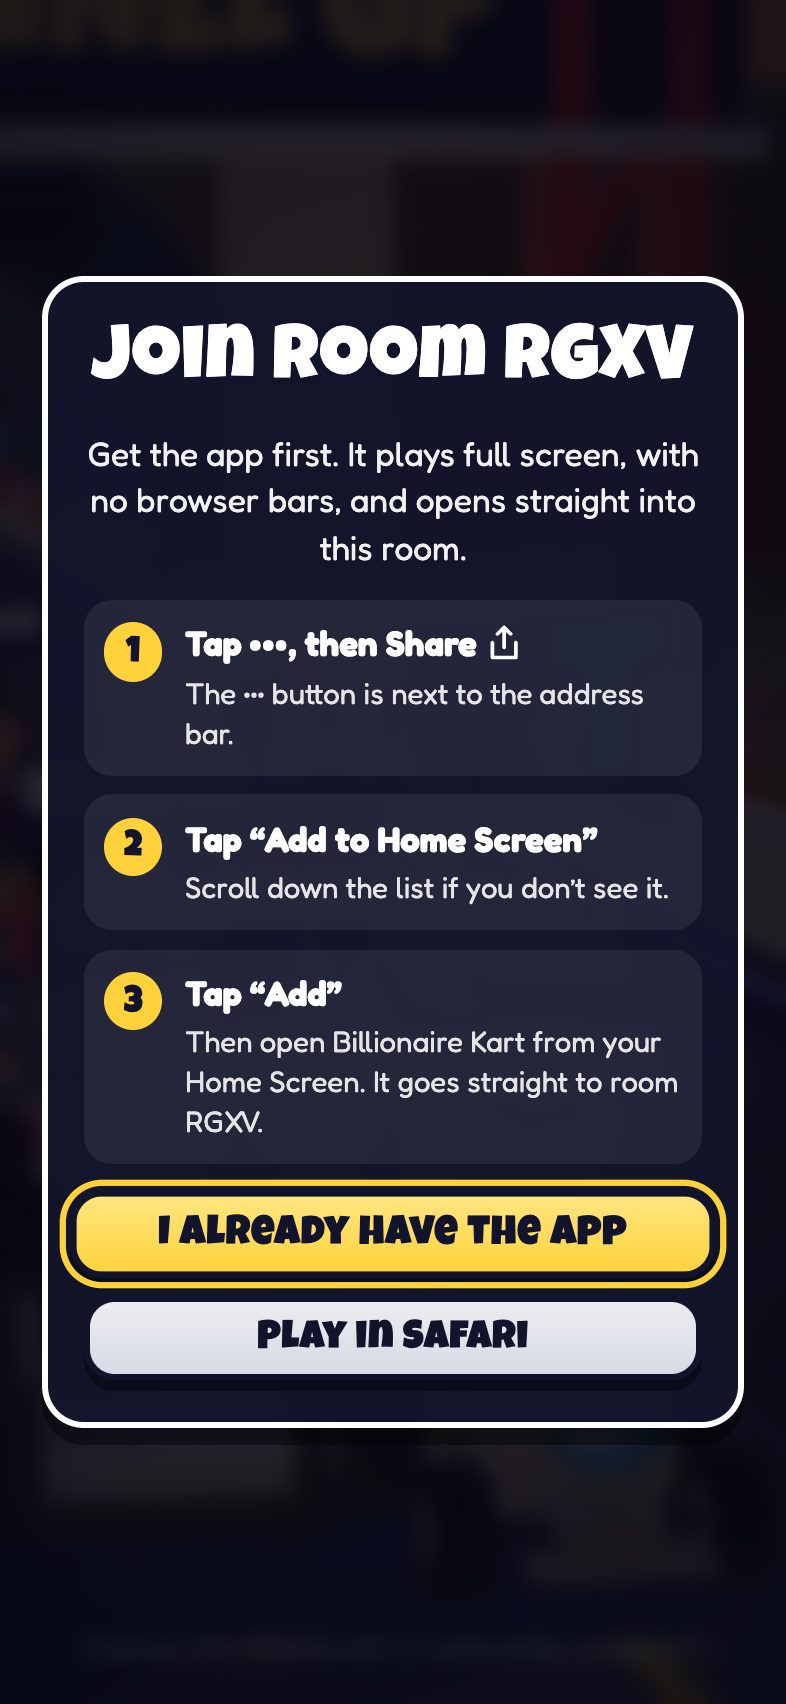 JOIN ROOM RGXV
Get the app first. It plays full screen, with
no browser bars, and opens straight into
this room.
1
Tap •••, then Share
The ••• button is next to the address
bar.
2
Tap “Add to Home Screen”
Scroll down the list if you don’t see it.
3
Tap “Add”
Then open Billionaire Kart from your
Home Screen. It goes straight to room
RGXV.
I ALREADY HAVE THE APP
PLAY IN SAFARI